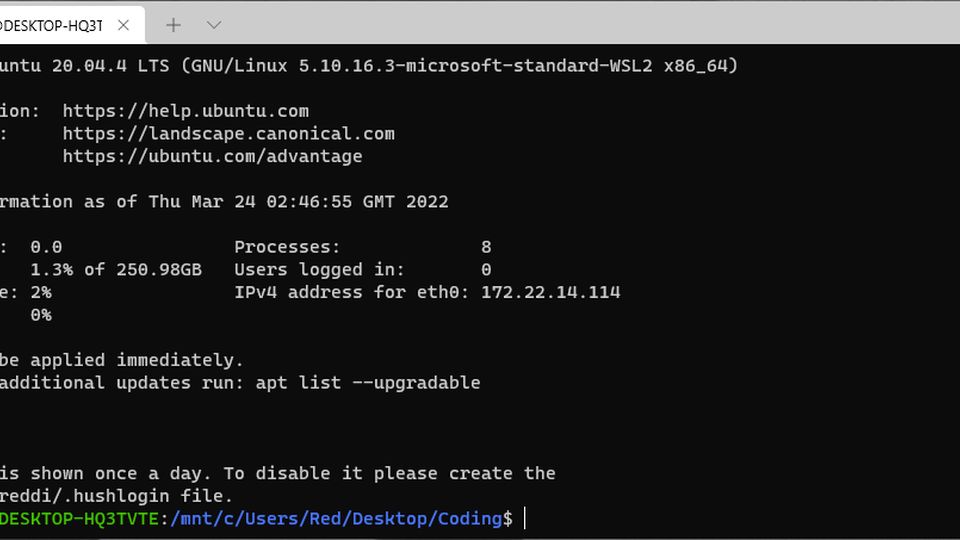 DESKTOP-HQ3T
untu 20.04.4 LTS (GNU/Linux 5.10.16.3-microsoft-standard-WSL2 x86_64)
ion: https://help.ubuntu.com
: https://landscape.canonical.com
https://ubuntu.com/advantage
rmation as of Thu Mar 24 02:46:55 GMT 2022
: 0.0 Processes: 8
1.3% of 250.98GB Users logged in: 0
e: 2% IPv4 address for eth0: 172.22.14.114
0%
be applied immediately.
additional updates run: apt list --upgradable
is shown once a day. To disable it please create the
reddi/.hushlogin file.
DESKTOP-HQ3TVTE:/mnt/c/Users/Red/Desktop/Coding$